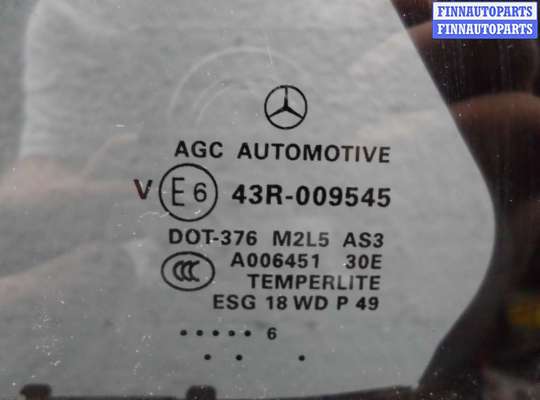 FINNAUTOPARTS
FINNAUTOPARTS
AGC AUTOMOTIVE
V E6 43R-009545
DOT-376 M2L5 AS3
CCC A006451 30E
TEMPERLITE
ESG 18 WD P 49
..... 6
. . .